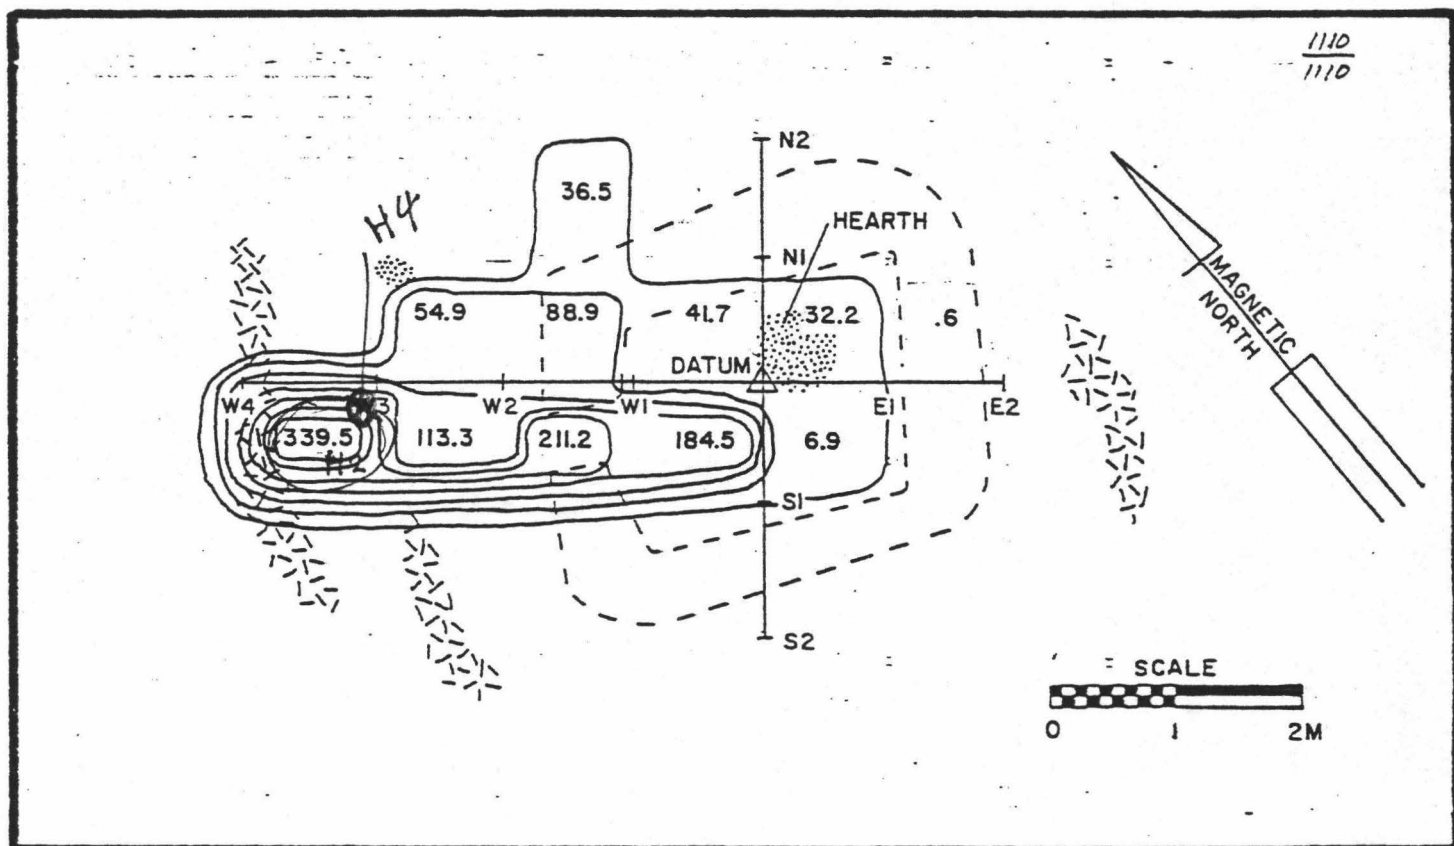 1110
1110
N2
36.5
H4
HEARTH
N1
MAGNETIC
NORTH
54.9 88.9 41.7 32.2 .6
DATUM
W4 W3 W2 W1 E1 E2
339.5 113.3 211.2 184.5 6.9
S1
S2
SCALE
0 1 2M